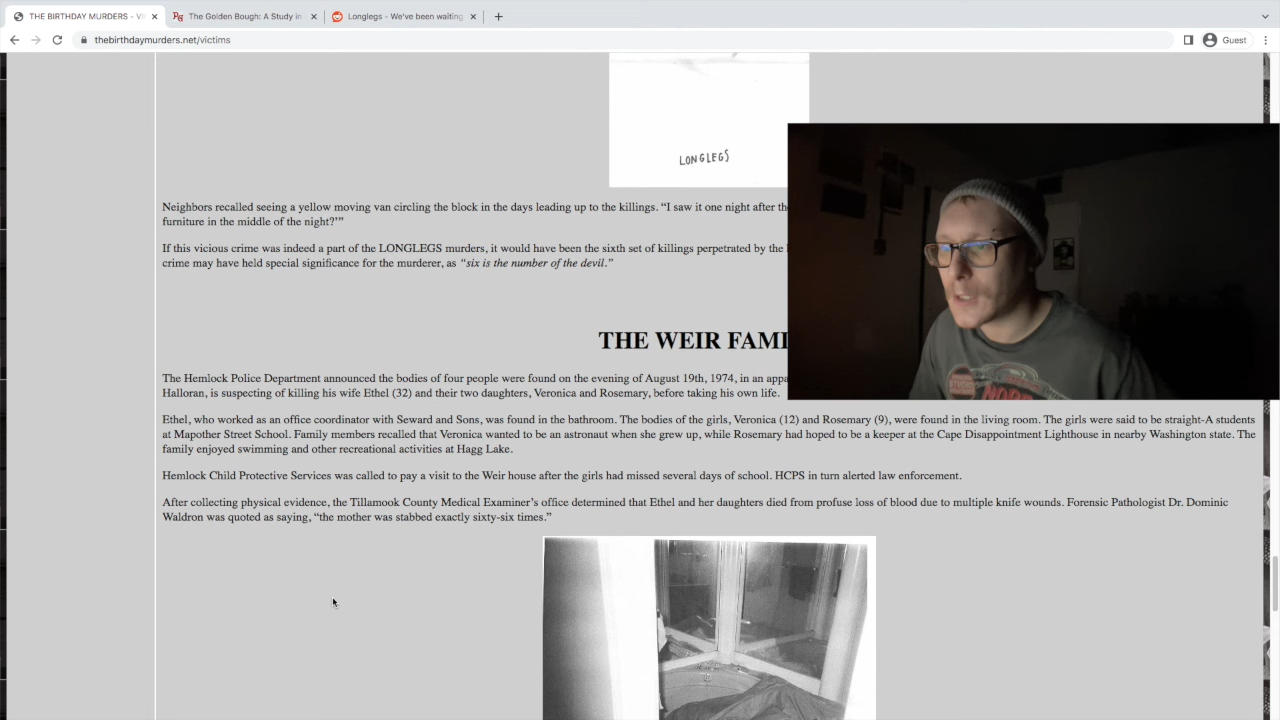 THE BIRTHDAY MURDERS - VI
The Golden Bough: A Study in
Longlegs - We've been waiting
thebirthdaymurders.net/victims
Guest
LONGLEGS
Neighbors recalled seeing a yellow moving van circling the block in the days leading up to the killings. “I saw it one night after the
furniture in the middle of the night?’”
If this vicious crime was indeed a part of the LONGLEGS murders, it would have been the sixth set of killings perpetrated by the
crime may have held special significance for the murderer, as “six is the number of the devil.”
THE WEIR FAMI
The Hemlock Police Department announced the bodies of four people were found on the evening of August 19th, 1974, in an appa
Halloran, is suspecting of killing his wife Ethel (32) and their two daughters, Veronica and Rosemary, before taking his own life.
Ethel, who worked as an office coordinator with Seward and Sons, was found in the bathroom. The bodies of the girls, Veronica (12) and Rosemary (9), were found in the living room. The girls were said to be straight-A students
at Mapother Street School. Family members recalled that Veronica wanted to be an astronaut when she grew up, while Rosemary had hoped to be a keeper at the Cape Disappointment Lighthouse in nearby Washington state. The
family enjoyed swimming and other recreational activities at Hagg Lake.
Hemlock Child Protective Services was called to pay a visit to the Weir house after the girls had missed several days of school. HCPS in turn alerted law enforcement.
After collecting physical evidence, the Tillamook County Medical Examiner’s office determined that Ethel and her daughters died from profuse loss of blood due to multiple knife wounds. Forensic Pathologist Dr. Dominic
Waldron was quoted as saying, “the mother was stabbed exactly sixty-six times.”